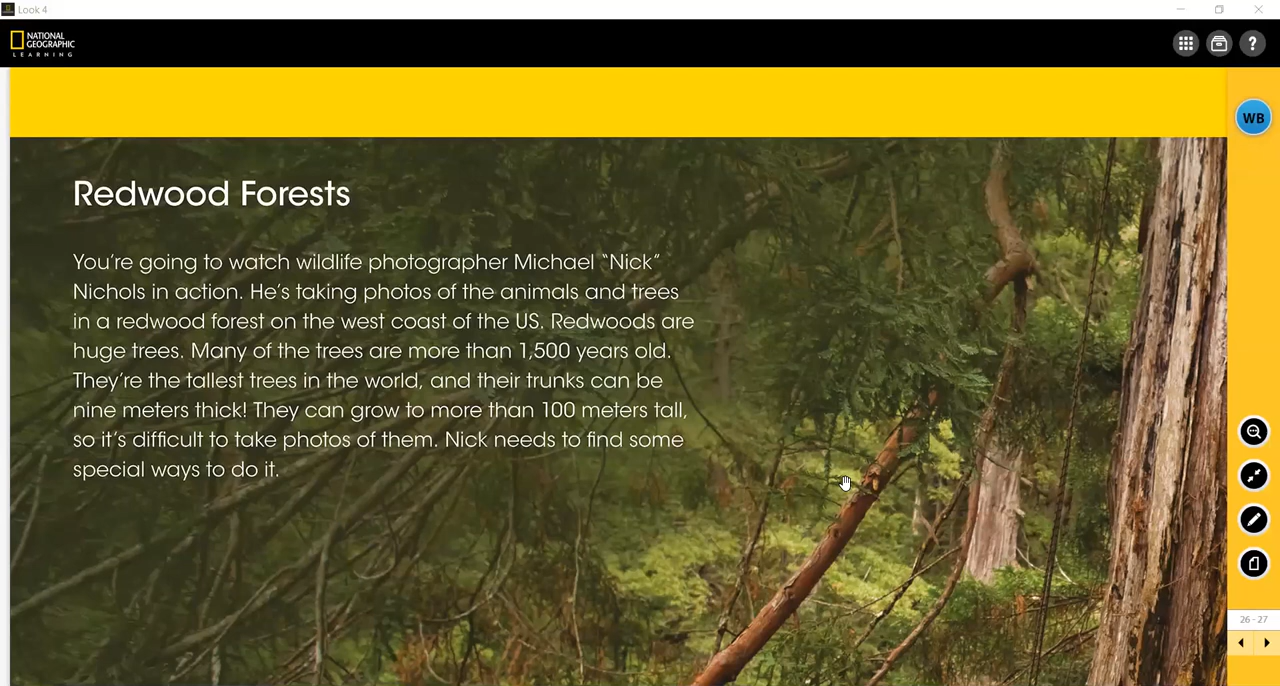 Look 4
NATIONAL
GEOGRAPHIC
LEARNING
?
WB
Redwood Forests
You're going to watch wildlife photographer Michael “Nick”
Nichols in action. He's taking photos of the animals and trees
in a redwood forest on the west coast of the US. Redwoods are
huge trees. Many of the trees are more than 1,500 years old.
They're the tallest trees in the world, and their trunks can be
nine meters thick! They can grow to more than 100 meters tall,
so it's difficult to take photos of them. Nick needs to find some
special ways to do it.
26-27